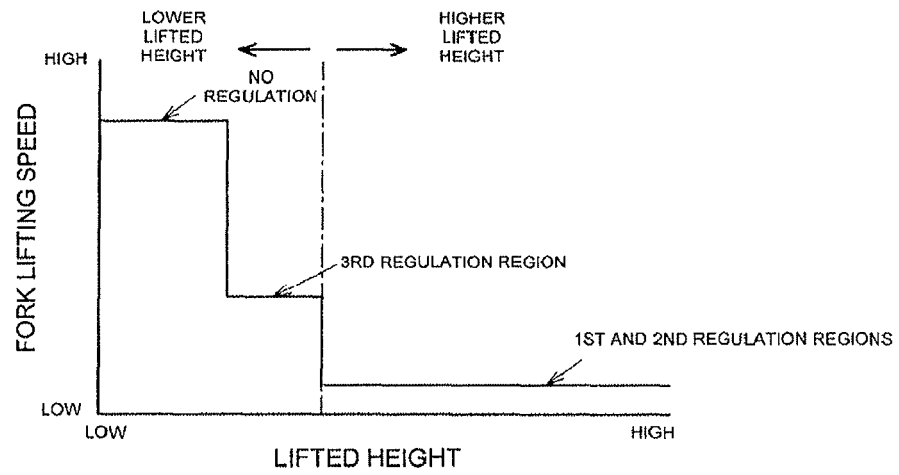 LOWER
LIFTED
HEIGHT
HIGHER
LIFTED
HEIGHT
HIGH
NO
REGULATION
FORK LIFTING SPEED
3RD REGULATION REGION
1ST AND 2ND REGULATION REGIONS
LOW
LOW
HIGH
LIFTED HEIGHT